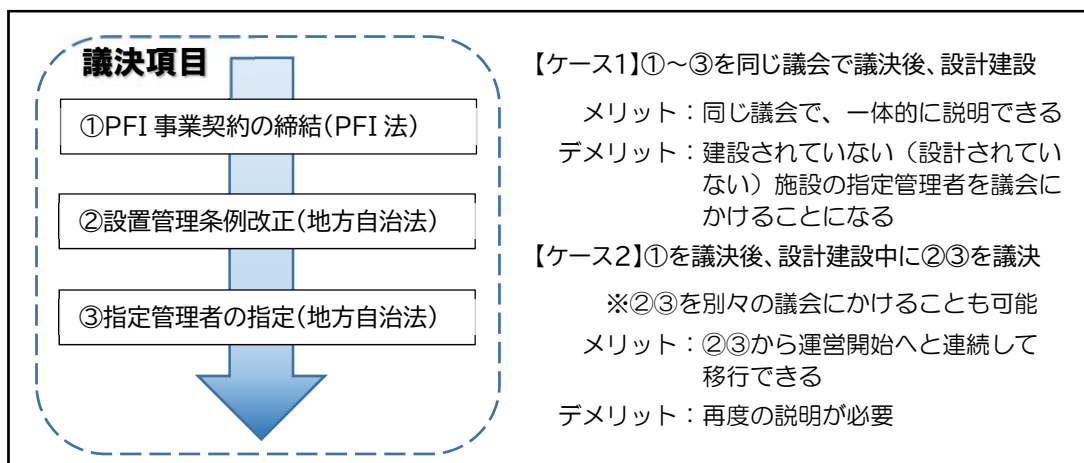 議決項目
①PFI 事業契約の締結(PFI 法)
②設置管理条例改正(地方自治法)
③指定管理者の指定(地方自治法)
【ケース1】①～③を同じ議会で議決後、設計建設
メリット：同じ議会で、一体的に説明できる
デメリット：建設されていない（設計されてい
ない）施設の指定管理者を議会に
かけることになる
【ケース2】①を議決後、設計建設中に②③を議決
※②③を別々の議会にかけることも可能
メリット：②③から運営開始へと連続して
移行できる
デメリット：再度の説明が必要